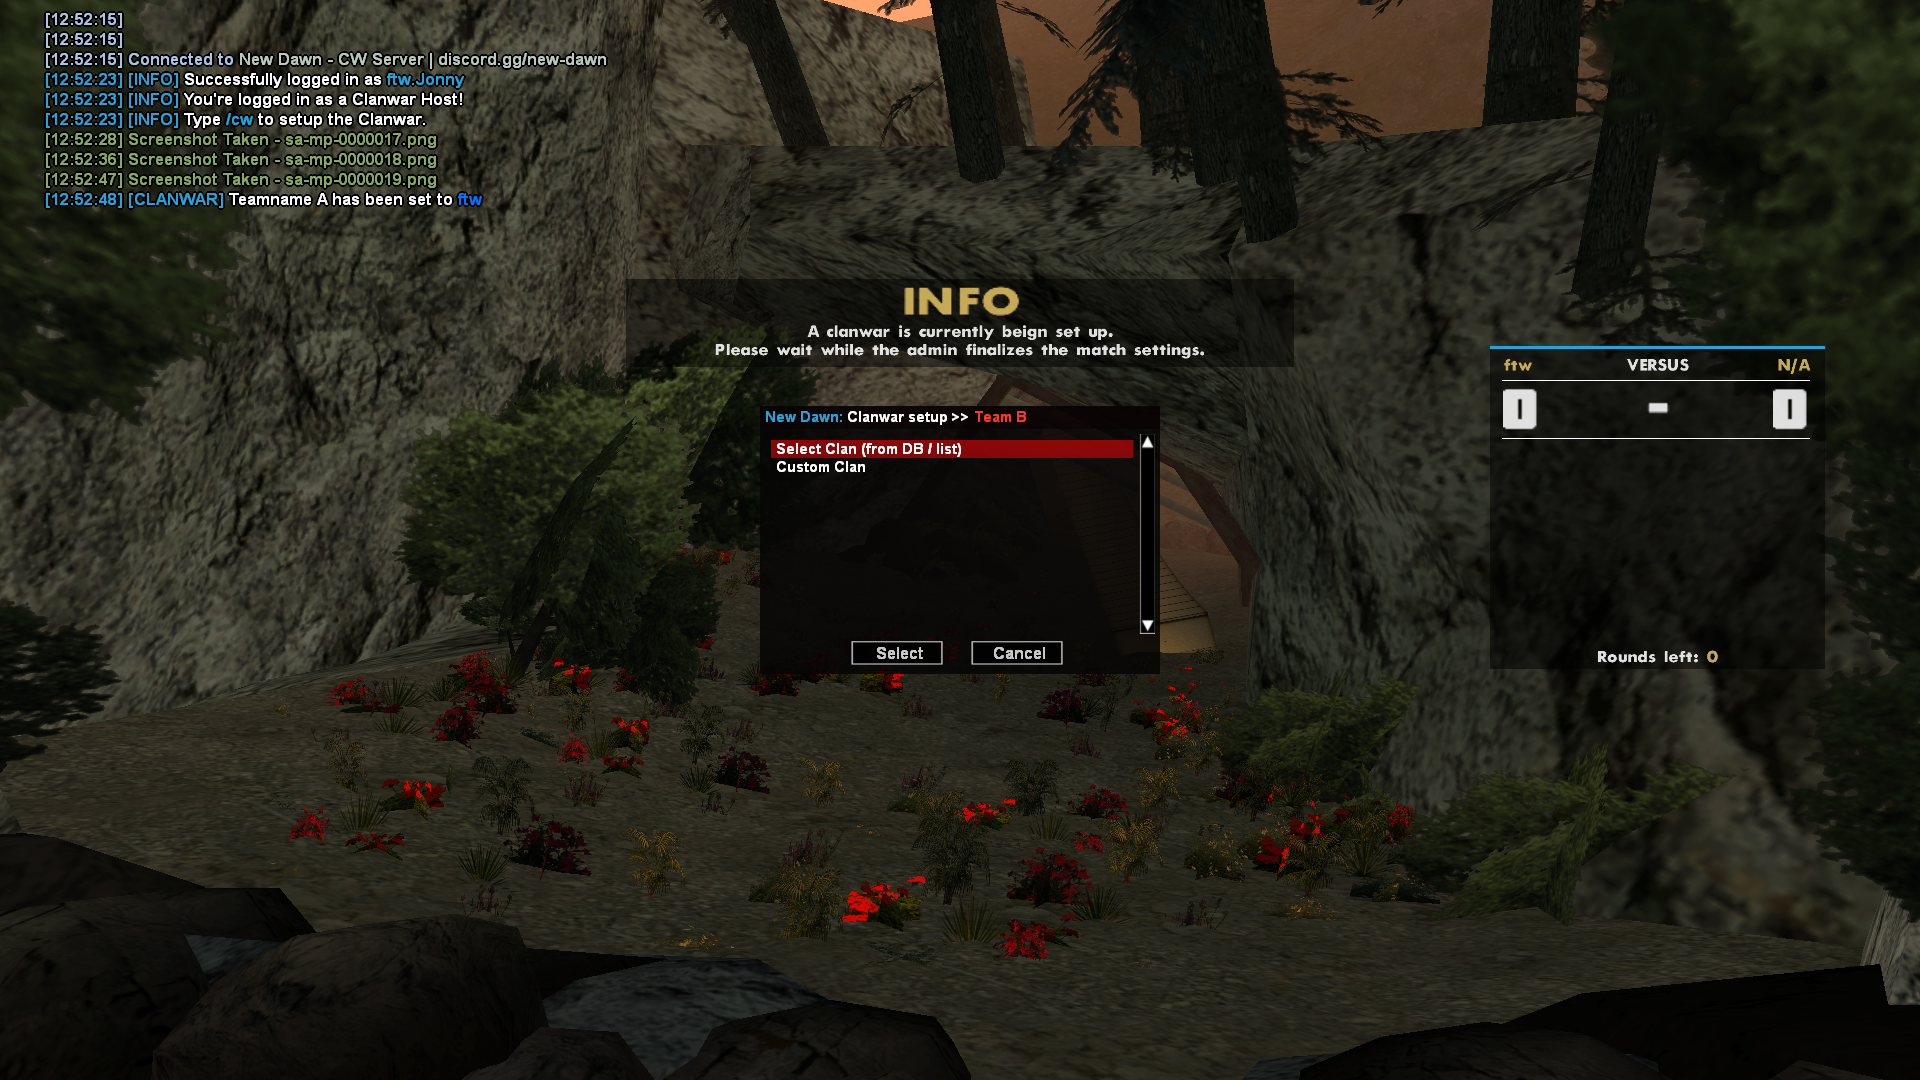 [12:52:15]
[12:52:15]
[12:52:15] Connected to New Dawn - CW Server | discord.gg/new-dawn
[12:52:23] [INFO] Successfully logged in as ftw.Jonny
[12:52:23] [INFO] You're logged in as a Clanwar Host!
[12:52:23] [INFO] Type /cw to setup the Clanwar.
[12:52:28] Screenshot Taken - sa-mp-0000017.png
[12:52:36] Screenshot Taken - sa-mp-0000018.png
[12:52:47] Screenshot Taken - sa-mp-0000019.png
[12:52:48] [CLANWAR] Teamname A has been set to ftw
INFO
A clanwar is currently beign set up.
Please wait while the admin finalizes the match settings.
ftw VERSUS N/A
Rounds left: 0
New Dawn: Clanwar setup >> Team B
Select Clan (from DB / list)
Custom Clan
Select Cancel